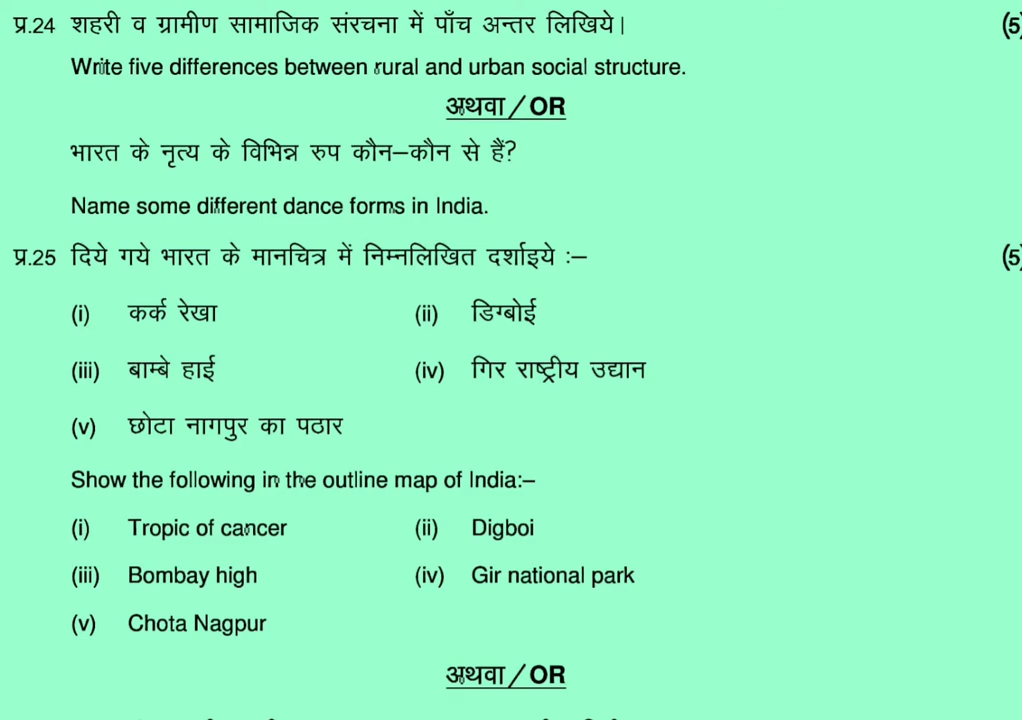 प्र.24 शहरी व ग्रामीण सामाजिक संरचना में पाँच अन्तर लिखिये। (5)
Write five differences between rural and urban social structure.
अथवा / OR
भारत के नृत्य के विभिन्न रुप कौन–कौन से हैं?
Name some different dance forms in India.
प्र.25 दिये गये भारत के मानचित्र में निम्नलिखित दर्शाइये :– (5)
(i) कर्क रेखा (ii) डिग्बोई
(iii) बाम्बे हाई (iv) गिर राष्ट्रीय उद्यान
(v) छोटा नागपुर का पठार
Show the following in the outline map of India:–
(i) Tropic of cancer (ii) Digboi
(iii) Bombay high (iv) Gir national park
(v) Chota Nagpur
अथवा / OR